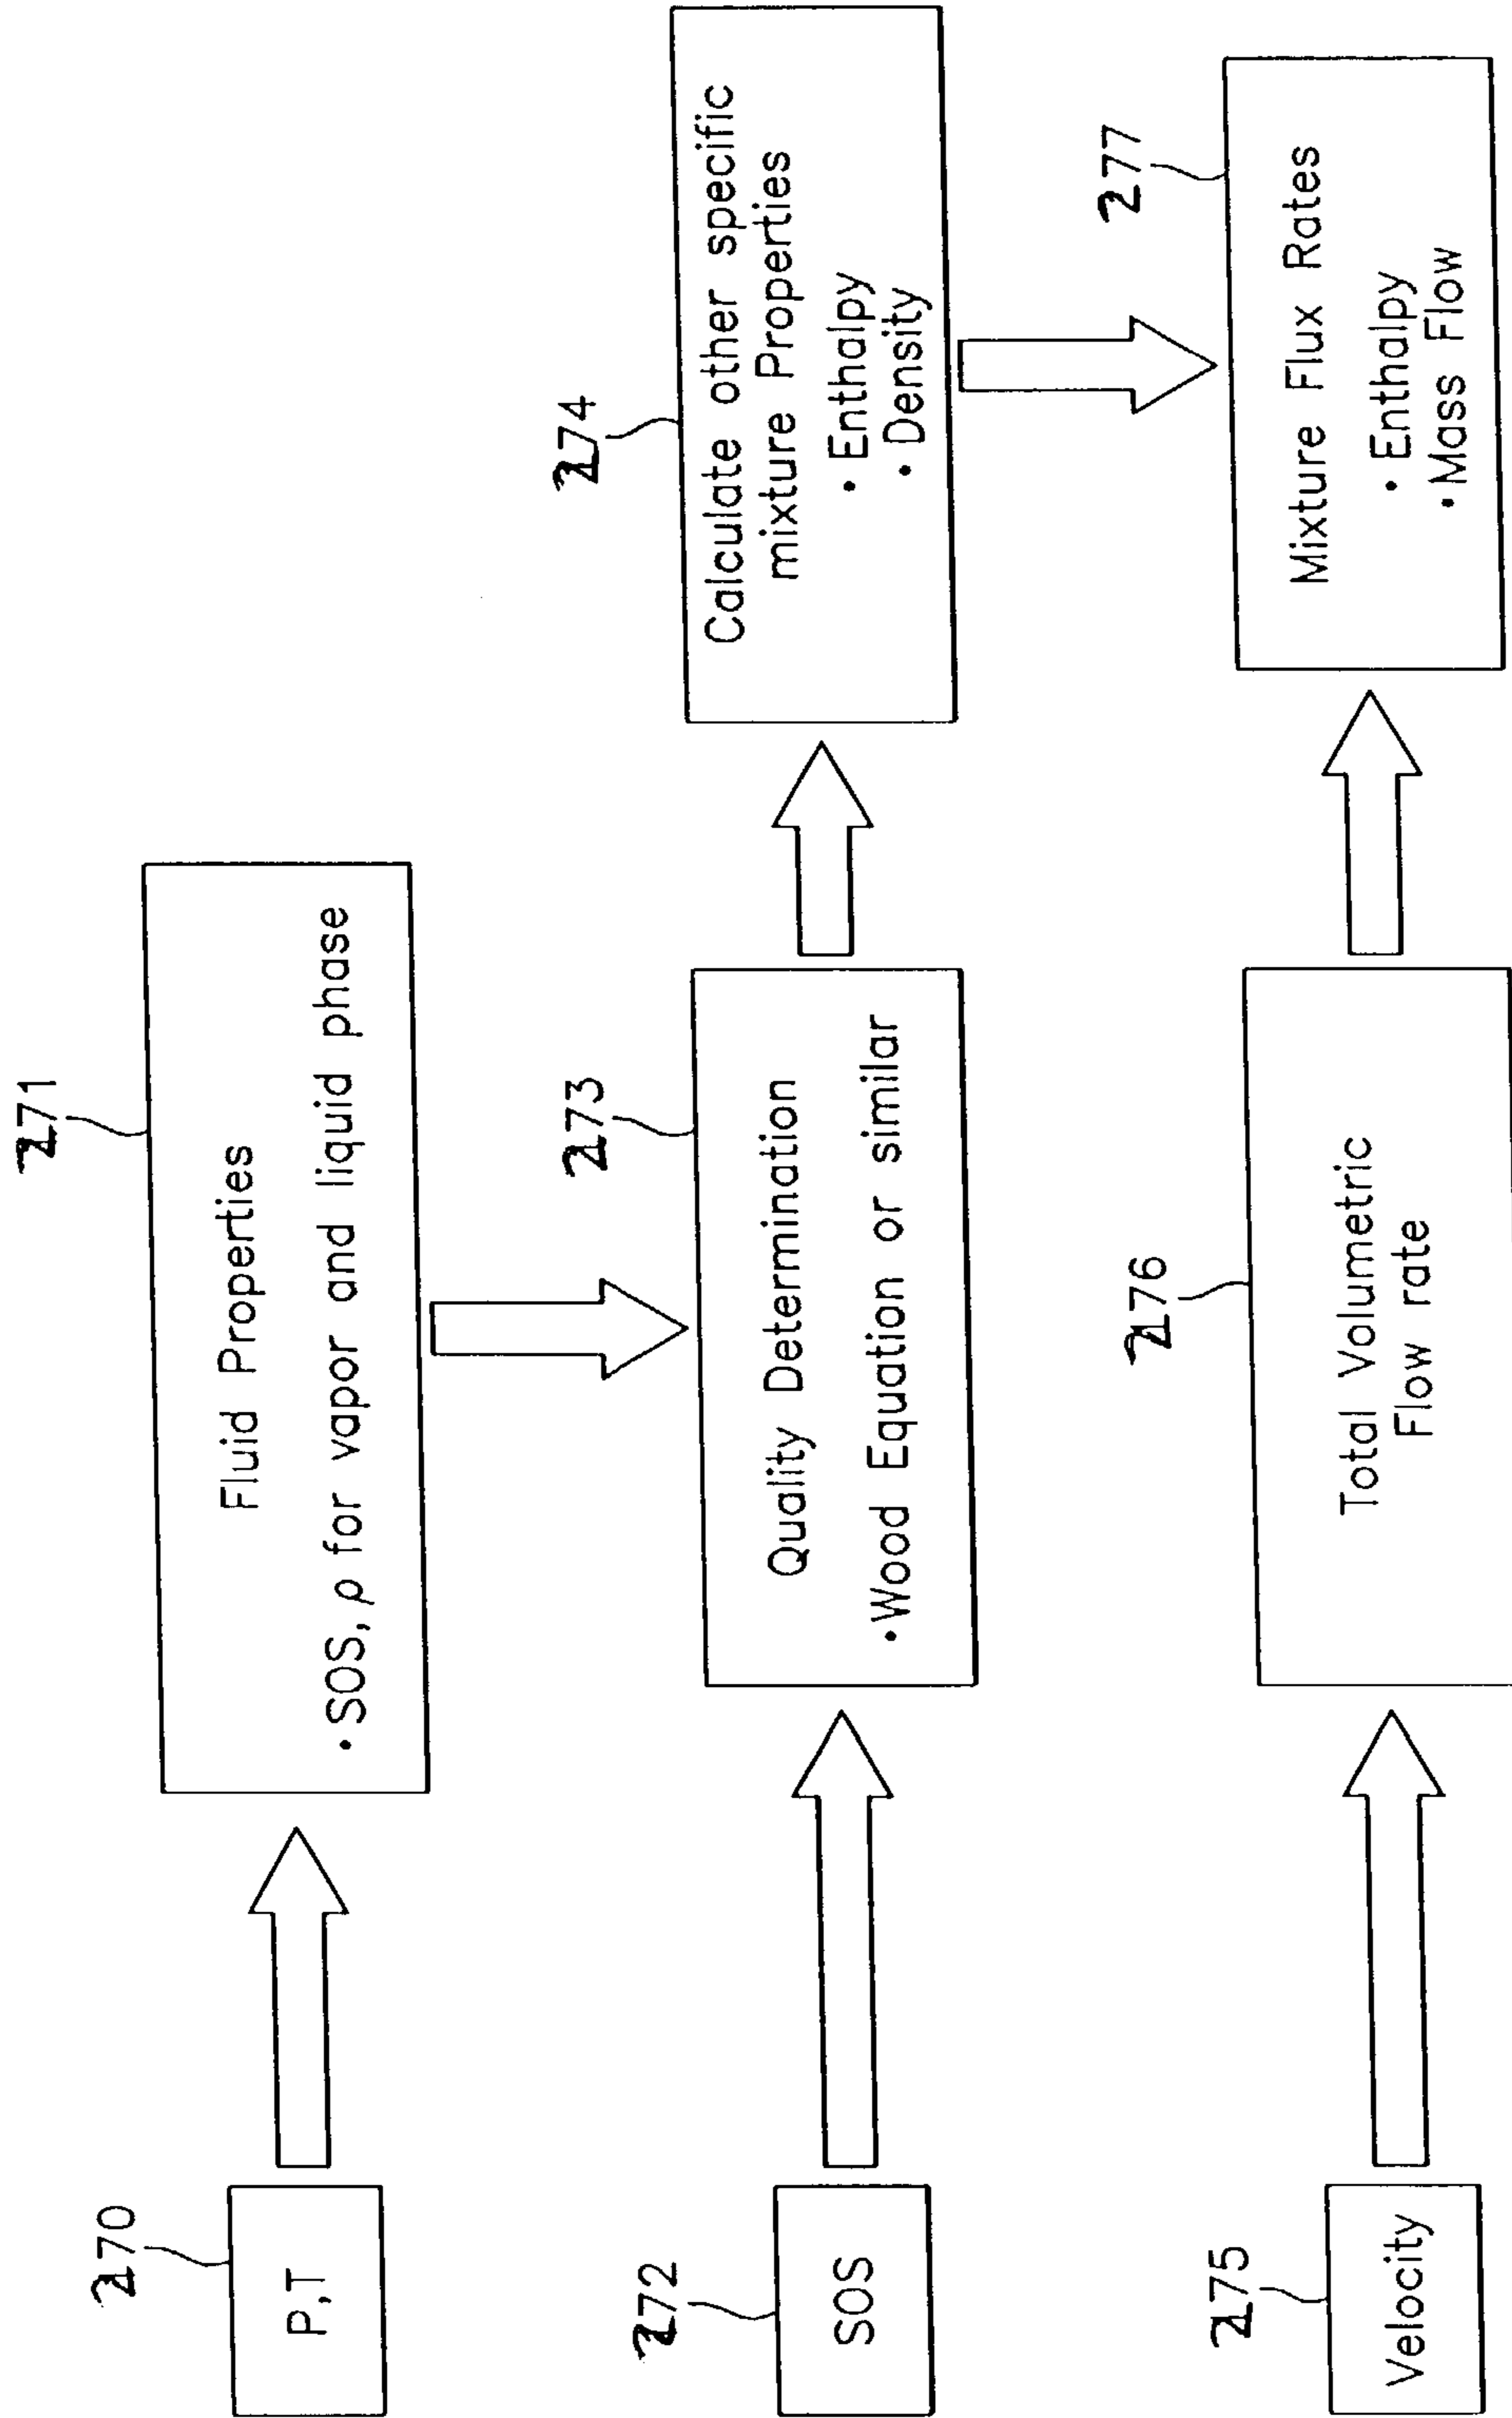 270
P,T
271
Fluid Properties
• SOS, ρ for vapor and liquid phase
272
SOS
273
Quality Determination
• Wood Equation or similar
274
Calculate other specific
mixture Properties
• Enthalpy
• Density
275
Velocity
276
Total Volumetric
Flow rate
277
Mixture Flux Rates
• Enthalpy
• Mass Flow